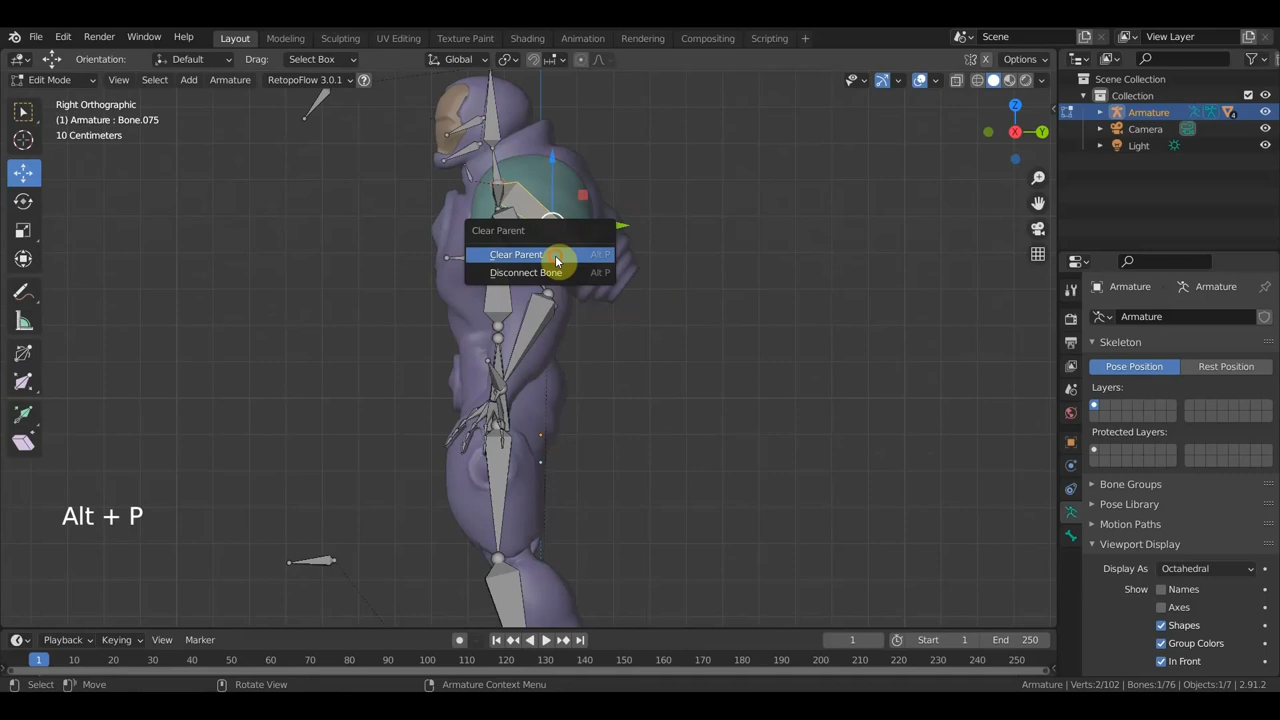 File Edit Render Window Help Layout Modeling Sculpting UV Editing Texture Paint Shading Animation Rendering Compositing Scripting + Scene View Layer
Orientation: Default Drag: Select Box Global Options
Edit Mode View Select Add Armature RetopoFlow 3.0.1 ?
Right Orthographic
(1) Armature : Bone.075
10 Centimeters
Z
X
Y
Clear Parent
Clear Parent Alt P
Disconnect Bone Alt P
Alt + P
Scene Collection
Collection
Armature
Camera
Light
Armature Armature
Armature
Skeleton
Pose Position Rest Position
Layers:
Protected Layers:
Bone Groups
Pose Library
Motion Paths
Viewport Display
Display As Octahedral
Show Names
Axes
Shapes
Group Colors
In Front
Playback Keying View Marker 1 Start 1 End 250
1 10 20 30 40 50 60 70 80 90 100 110 120 130 140 150 160 170 180 190 200 210 220 230 240 250
Select Move Rotate View Armature Context Menu Armature | Verts:2/102 | Bones:1/76 | Objects:1/7 | 2.91.2